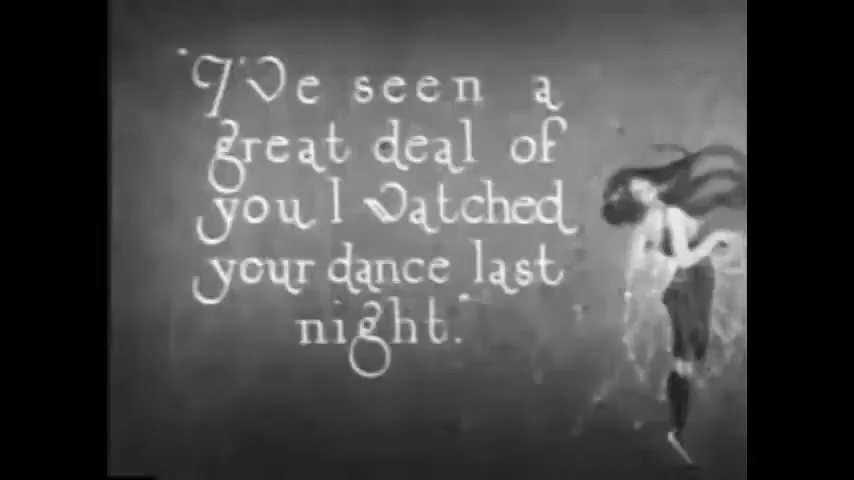 "I've seen a
great deal of
you I watched
your dance last
night."